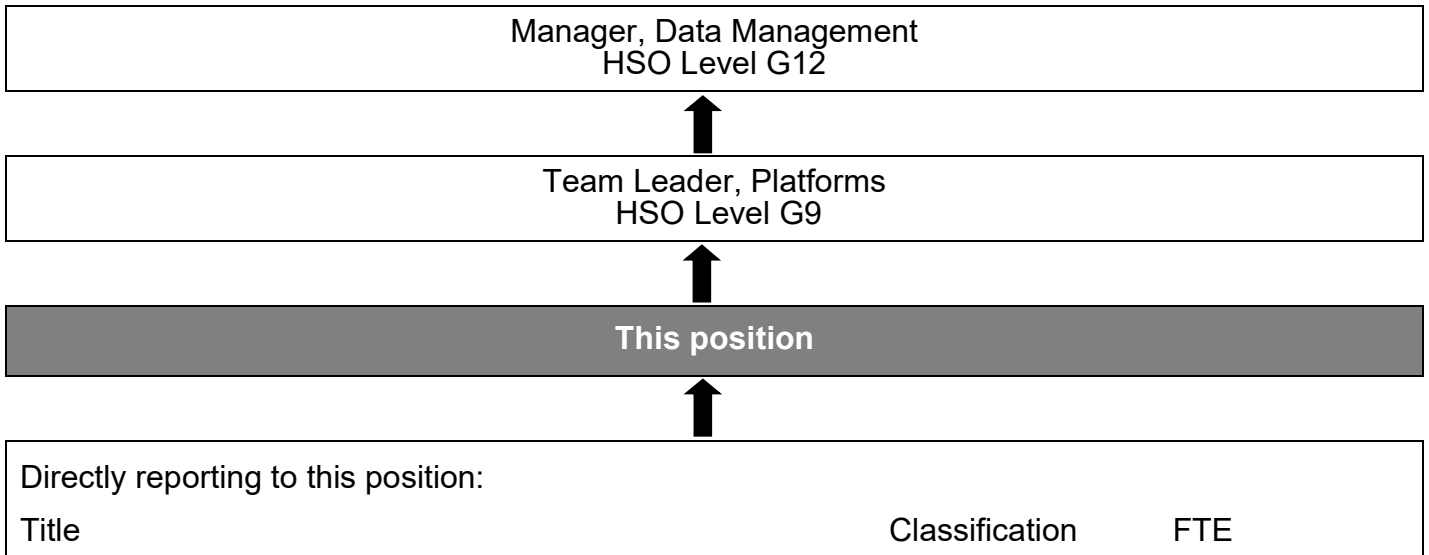 Manager, Data Management
HSO Level G12
Team Leader, Platforms
HSO Level G9
This position
Directly reporting to this position:
Title Classification FTE